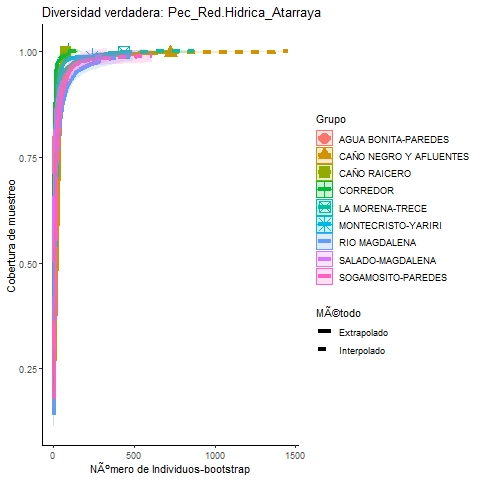 Diversidad verdadera: Pec_Red.Hidrica_Atarraya
1.00
0.75
0.50
0.25
Cobertura de muestreo
0
500
1000
1500
NÃºmero de Individuos-bootstrap
Grupo
AGUA BONITA-PAREDES
CAÑO NEGRO Y AFLUENTES
CAÑO RAICERO
CORREDOR
LA MORENA-TRECE
MONTECRISTO-YARIRI
RIO MAGDALENA
SALADO-MAGDALENA
SOGAMOSITO-PAREDES
MÃ©todo
Extrapolado
Interpolado